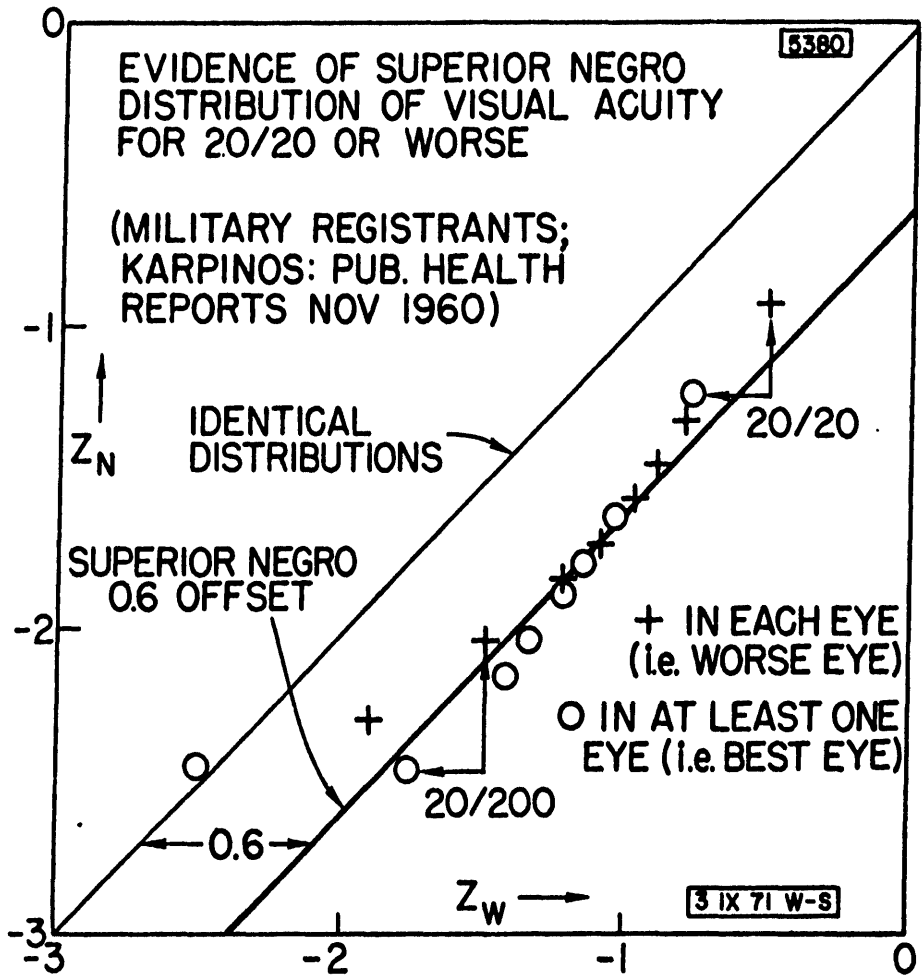 0
5380
EVIDENCE OF SUPERIOR NEGRO
DISTRIBUTION OF VISUAL ACUITY
FOR 20/20 OR WORSE
(MILITARY REGISTRANTS;
KARPINOS: PUB. HEALTH
REPORTS NOV 1960)
-1
Z_N
IDENTICAL
DISTRIBUTIONS
20/20
SUPERIOR NEGRO
0.6 OFFSET
-2
+ IN EACH EYE
(i.e. WORSE EYE)
O IN AT LEAST ONE
EYE (i.e. BEST EYE)
20/200
0.6
Z_W
3 IX 71 W-S
-3
-3
-2
-1
0